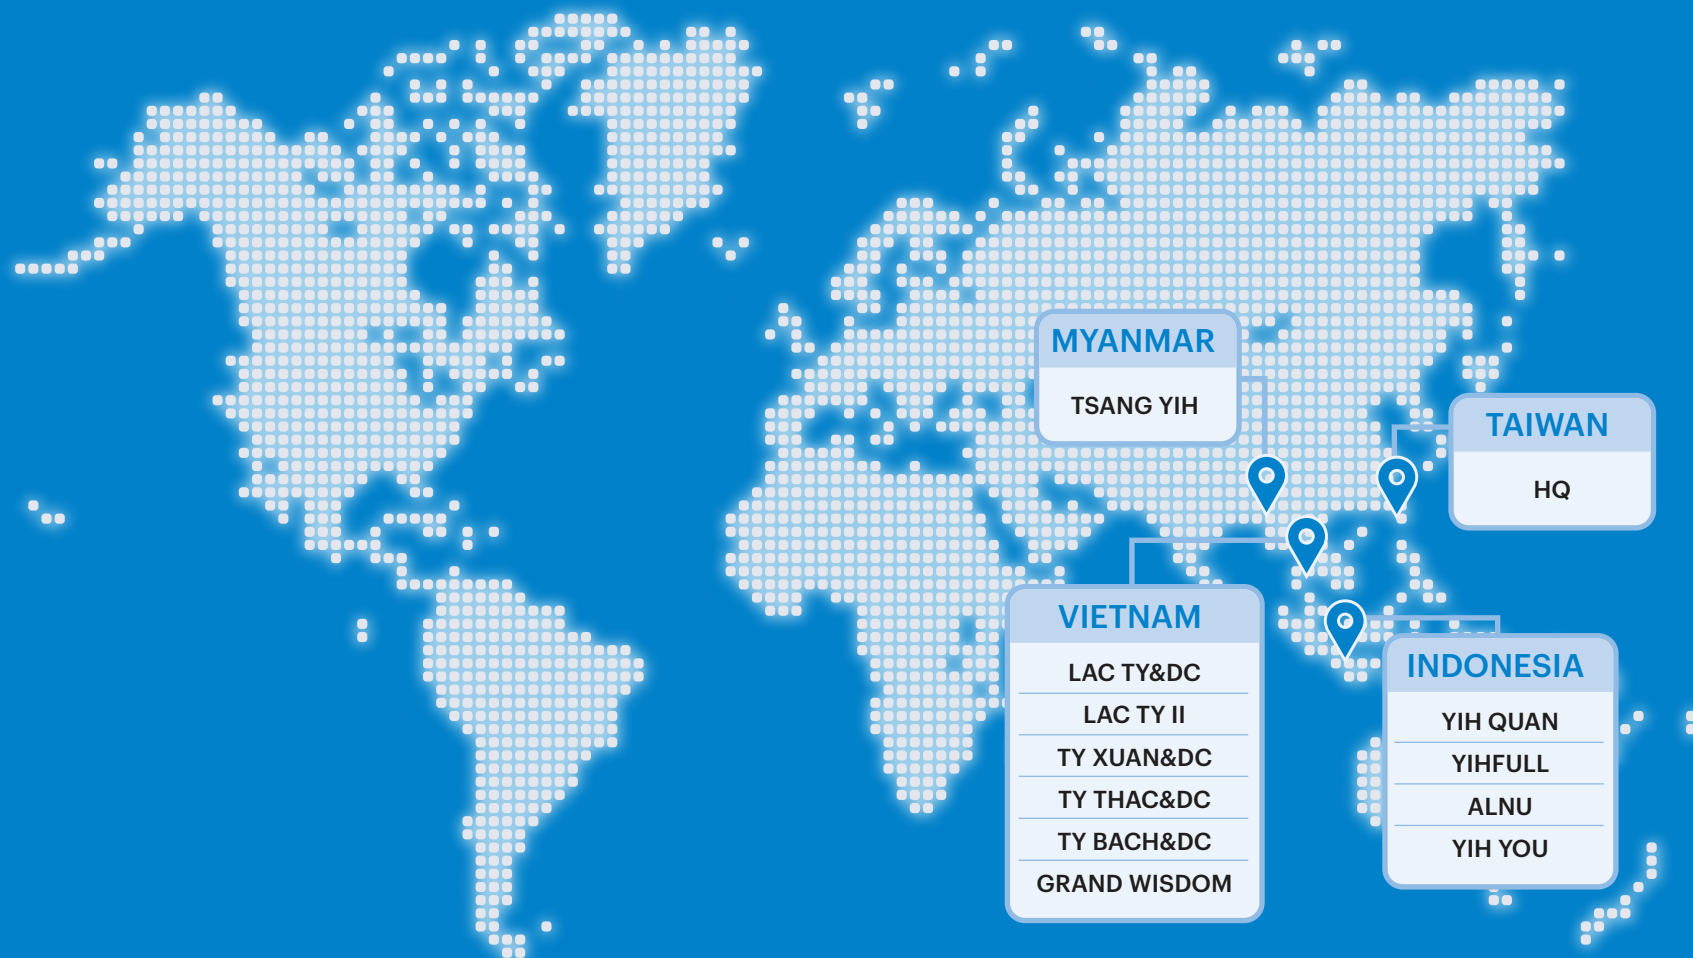 MYANMAR
TSANG YIH
TAIWAN
HQ
VIETNAM
LAC TY&DC
LAC TY II
TY XUAN&DC
TY THAC&DC
TY BACH&DC
GRAND WISDOM
INDONESIA
YIH QUAN
YIHFULL
ALNU
YIH YOU